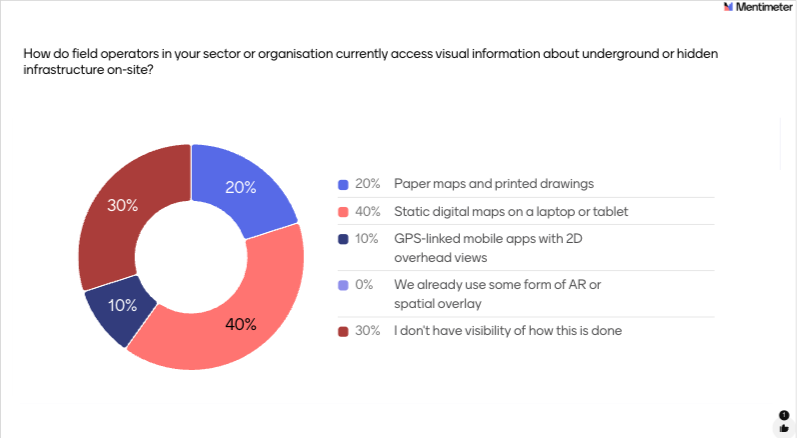 Mentimeter
How do field operators in your sector or organisation currently access visual information about underground or hidden
infrastructure on-site?
20%
30%
10%
40%
20% Paper maps and printed drawings
40% Static digital maps on a laptop or tablet
10% GPS-linked mobile apps with 2D
overhead views
0% We already use some form of AR or
spatial overlay
30% I don't have visibility of how this is done
1